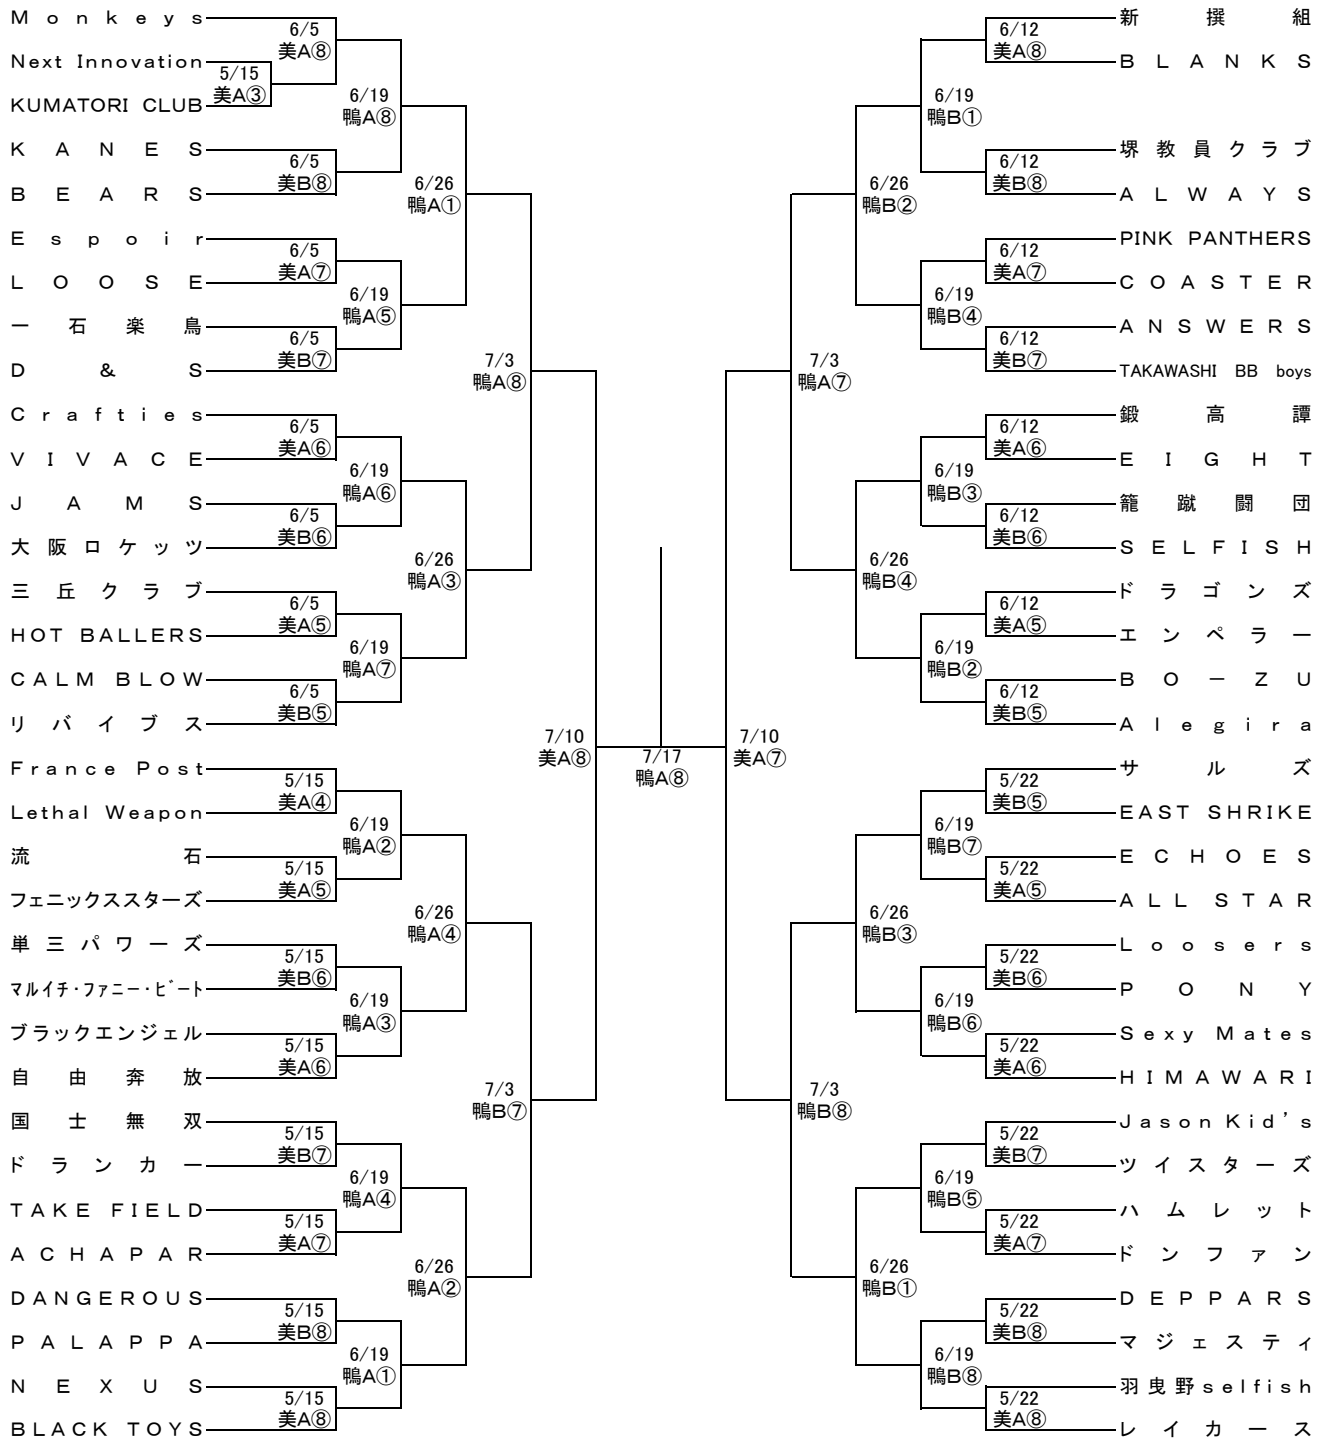 Monkeys
6/5
美A⑧
Next Innovation
5/15
美A③
KUMATORI CLUB
6/19
鴨A⑧
KANES
6/5
美B⑧
BEARS
6/26
鴨A①
Espoir
6/5
美A⑦
LOOSE
6/19
鴨A⑤
一石楽鳥
6/5
美B⑦
D&S
7/3
鴨A⑧
Crafties
6/5
美A⑥
VIVACE
6/19
鴨A⑥
JAMS
6/5
美B⑥
大阪ロケッツ
6/26
鴨A③
三丘クラブ
6/5
美A⑤
HOT BALLERS
6/19
鴨A⑦
CALM BLOW
6/5
美B⑤
リバイブス
7/10
美A⑧
France Post
5/15
美A④
Lethal Weapon
6/19
鴨A②
流石
5/15
美A⑤
フェニックススターズ
6/26
鴨A④
単三パワーズ
5/15
美B⑥
マルイチ・ファニー・ビート
6/19
鴨A③
ブラックエンジェル
5/15
美A⑥
自由奔放
7/3
鴨B⑦
国士無双
5/15
美B⑦
ドランカー
6/19
鴨A④
TAKE FIELD
5/15
美A⑦
ACHAPAR
6/26
鴨A②
DANGEROUS
5/15
美B⑧
PALAPPA
6/19
鴨A①
NEXUS
5/15
美A⑧
BLACK TOYS
7/17
鴨A⑧
新撰組
6/12
美A⑧
BLANKS
6/19
鴨B①
堺教員クラブ
6/12
美B⑧
ALWAYS
6/26
鴨B②
PINK PANTHERS
6/12
美A⑦
COASTER
6/19
鴨B④
ANSWERS
6/12
美B⑦
TAKAWASHI BB boys
7/3
鴨A⑦
鍛高譚
6/12
美A⑥
EIGHT
6/19
鴨B③
籠蹴闘団
6/12
美B⑥
SELFISH
6/26
鴨B④
ドラゴンズ
6/12
美A⑤
エンペラー
6/19
鴨B②
BO－ZU
6/12
美B⑤
Alegira
7/10
美A⑦
サルズ
5/22
美B⑤
EAST SHRIKE
6/19
鴨B⑦
ECHOES
5/22
美A⑤
ALL STAR
6/26
鴨B③
Loosers
5/22
美B⑥
PONY
6/19
鴨B⑥
Sexy Mates
5/22
美A⑥
HIMAWARI
7/3
鴨B⑧
Jason Kid's
5/22
美B⑦
ツイスターズ
6/19
鴨B⑤
ハムレット
5/22
美A⑦
ドンファン
6/26
鴨B①
DEPPARS
5/22
美B⑧
マジェスティ
6/19
鴨B⑧
羽曳野selfish
5/22
美A⑧
レイカース